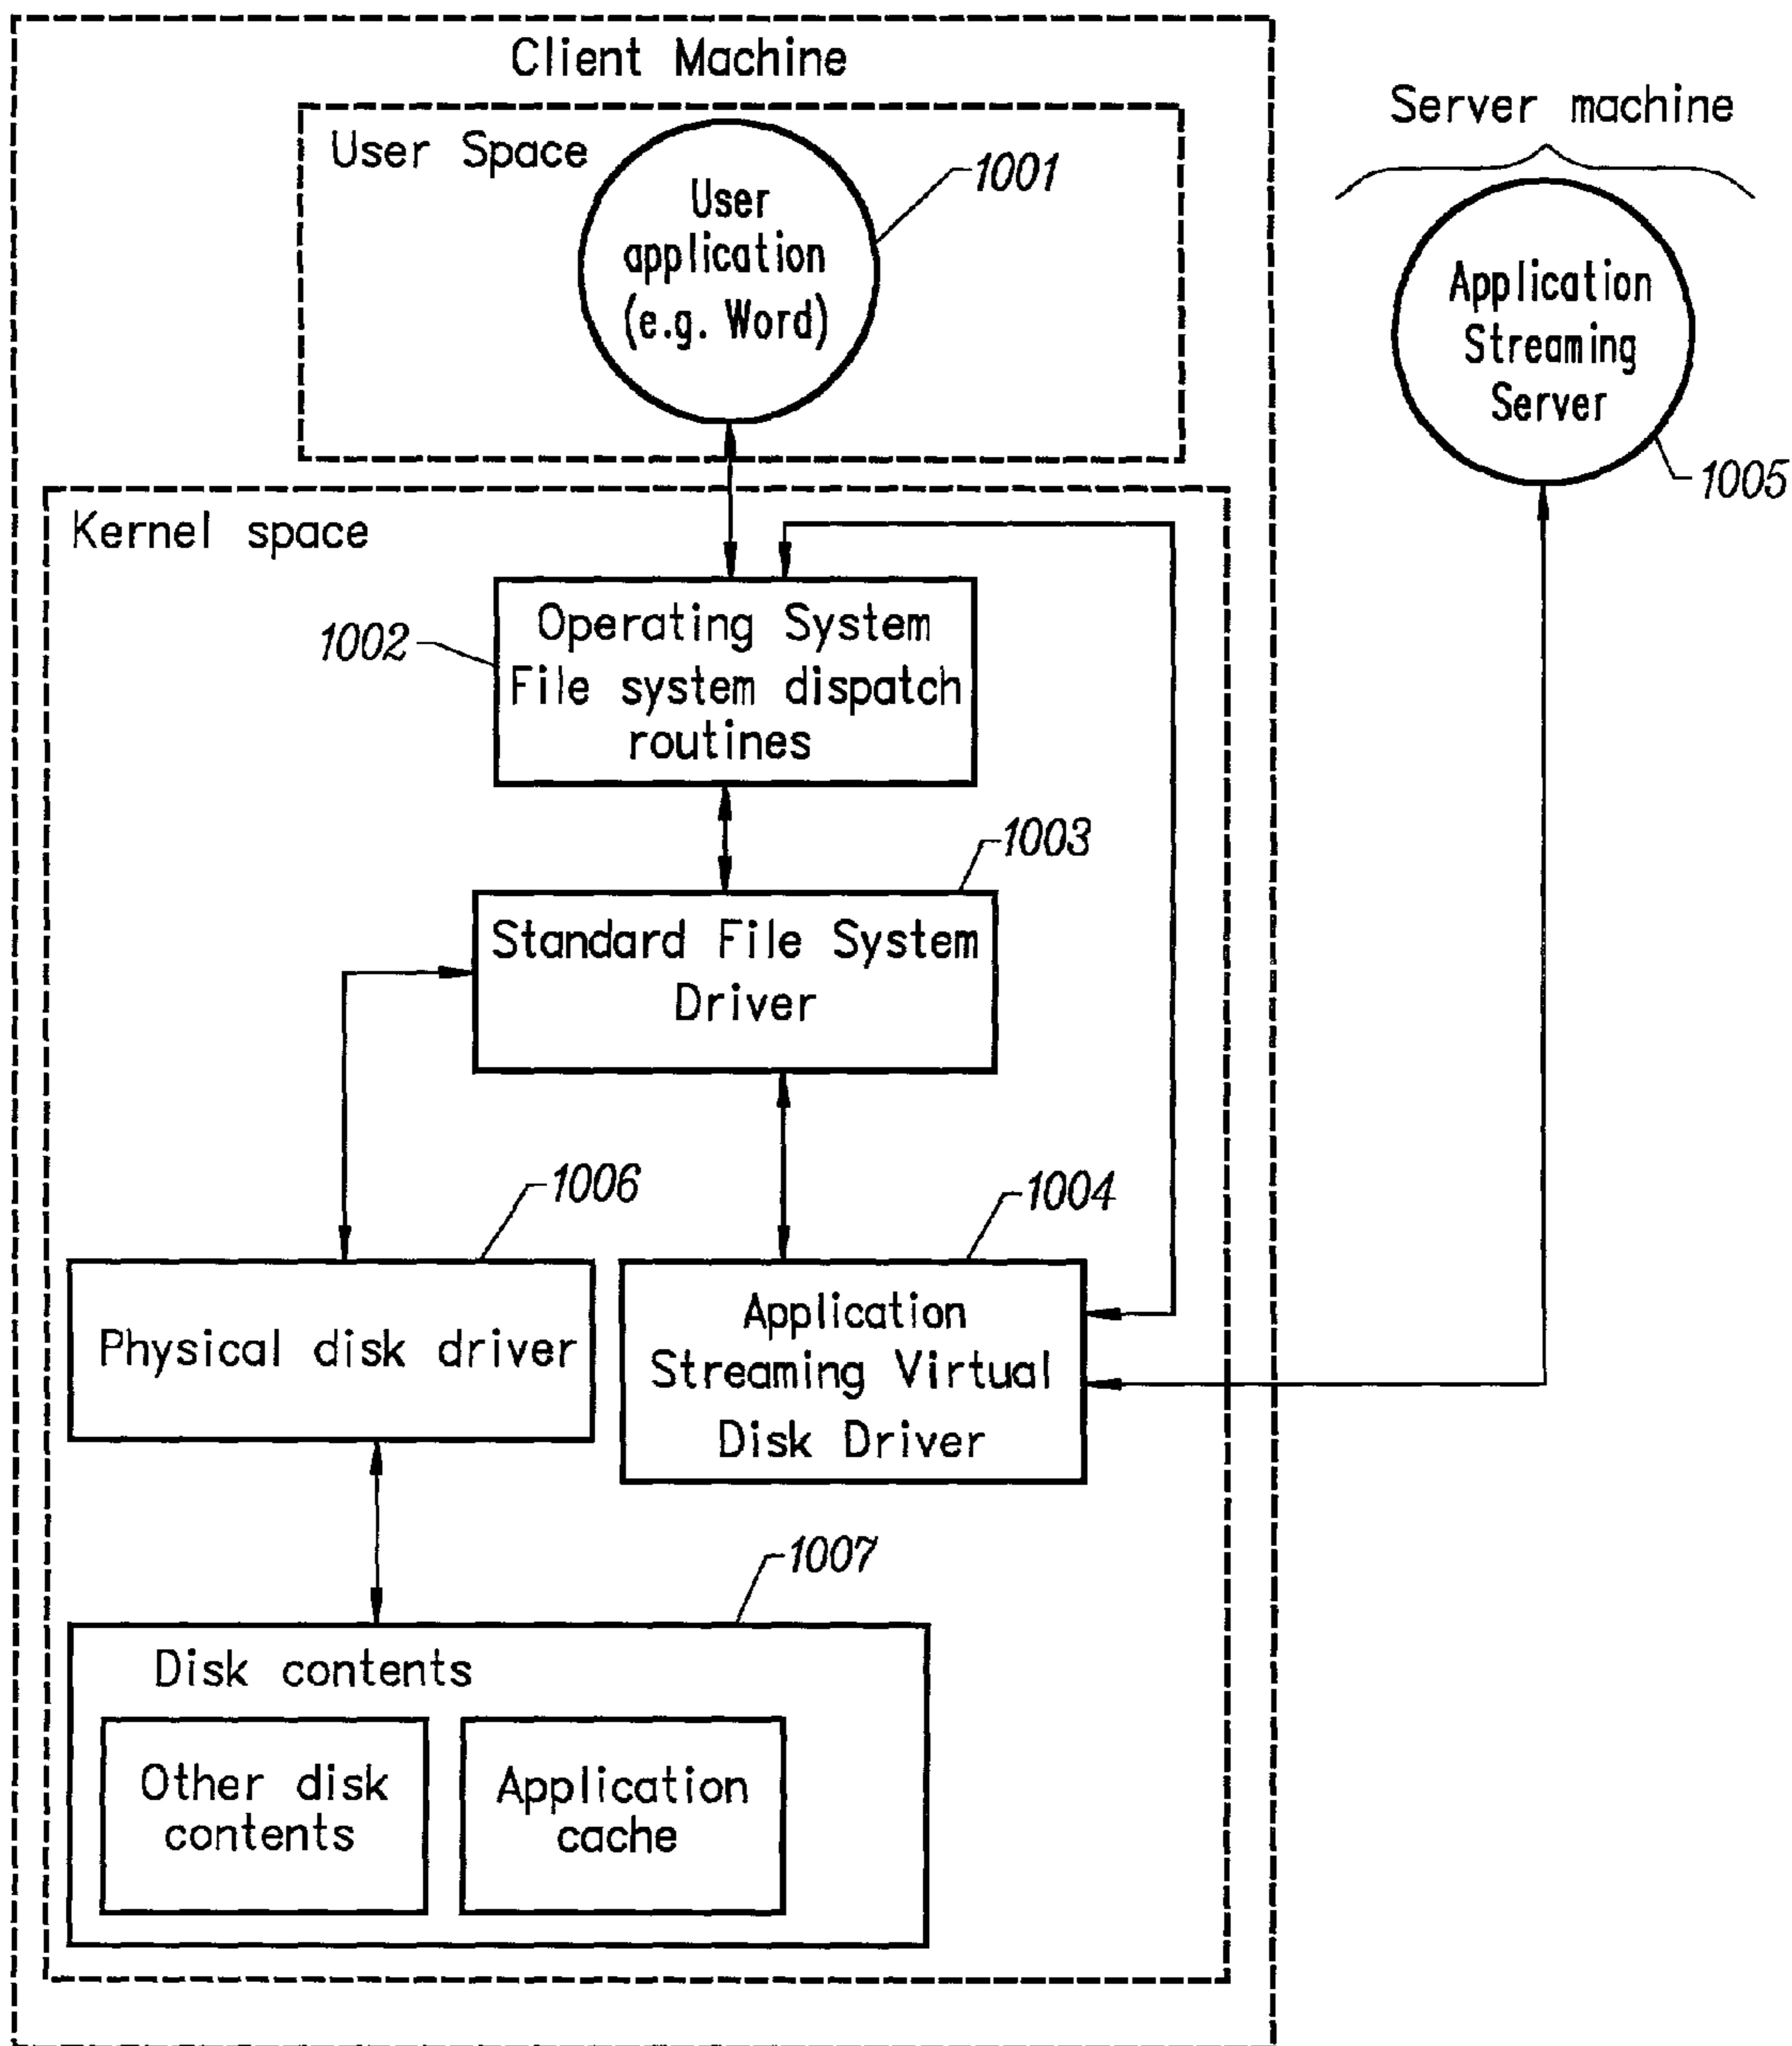 Client Machine
Server machine
User Space
1001
User
application
(e.g. Word)
Application
Streaming
Server
1005
Kernel space
1002
Operating System
File system dispatch
routines
1003
Standard File System
Driver
1006
1004
Physical disk driver
Application
Streaming Virtual
Disk Driver
1007
Disk contents
Other disk
contents
Application
cache